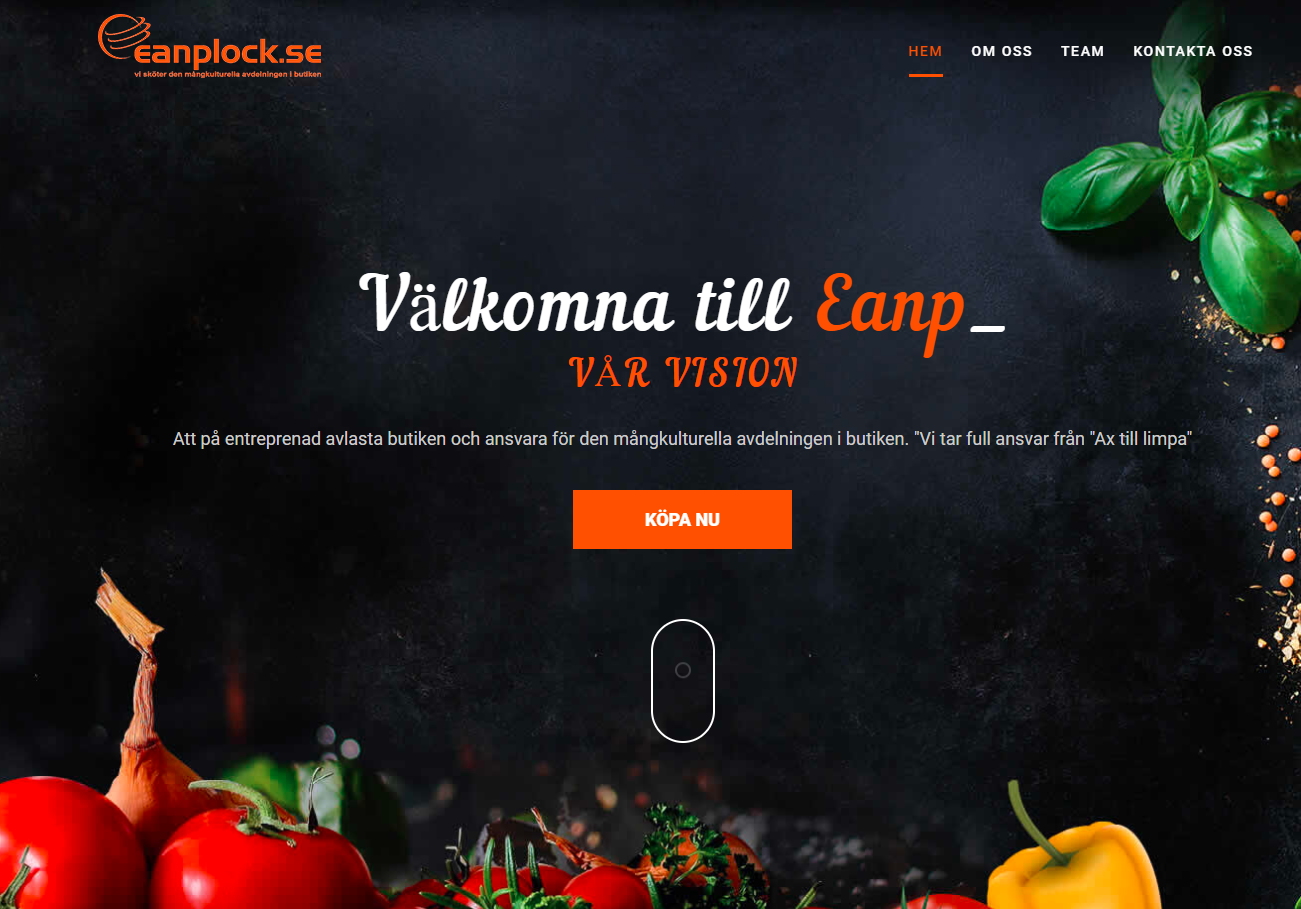 eanplock.se
vi sköter den mångkulturella avdelningen i butiken
HEM OM OSS TEAM KONTAKTA OSS
Välkomna till Eanp_
VÅR VISION
Att på entreprenad avlasta butiken och ansvara för den mångkulturella avdelningen i butiken. "Vi tar full ansvar från "Ax till limpa"
KÖPA NU